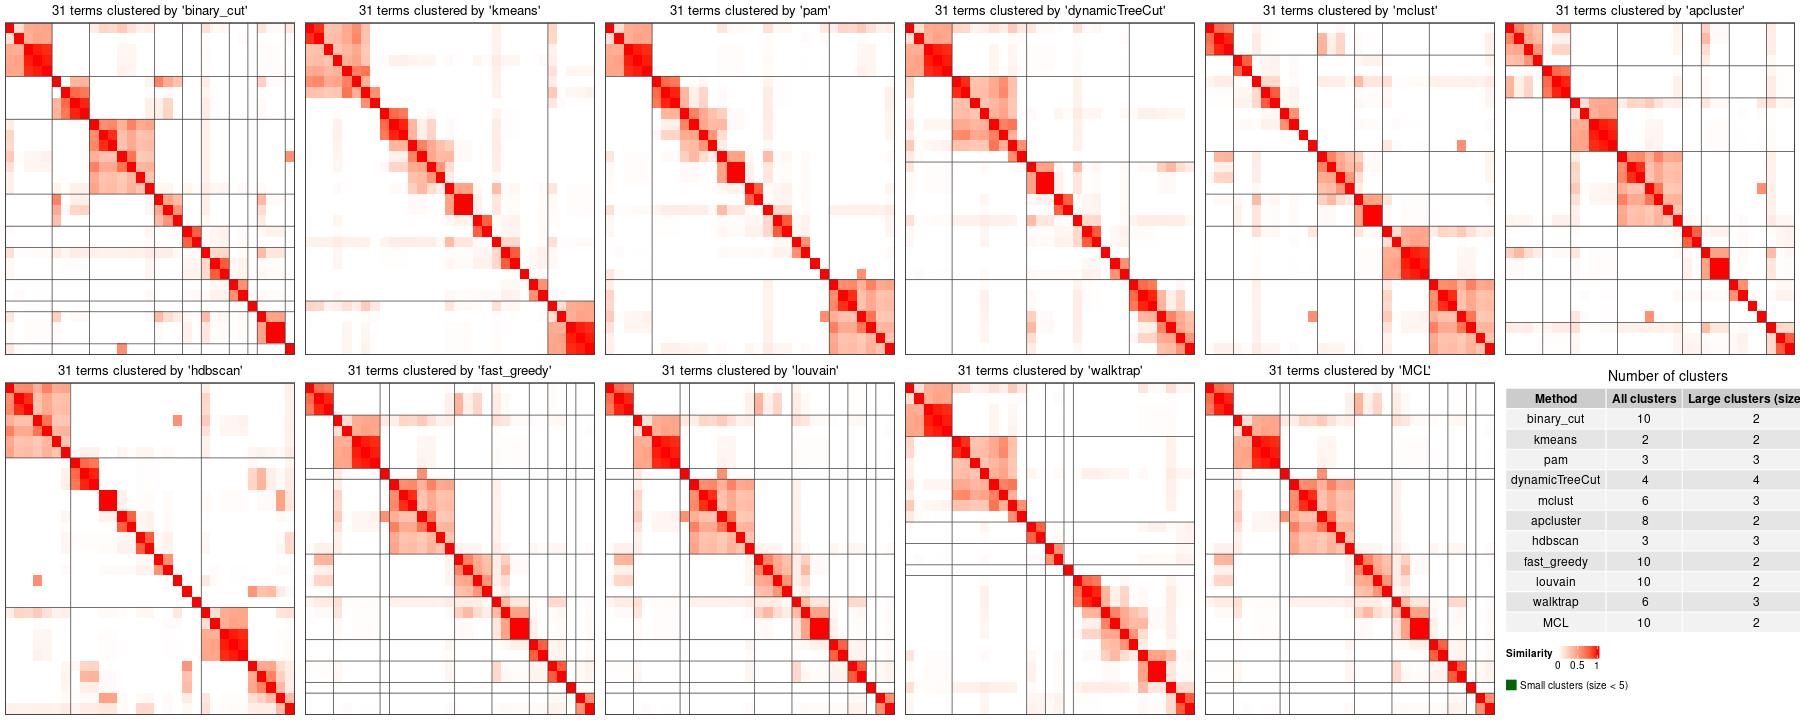 31 terms clustered by 'binary_cut'
31 terms clustered by 'kmeans'
31 terms clustered by 'pam'
31 terms clustered by 'dynamicTreeCut'
31 terms clustered by 'mclust'
31 terms clustered by 'apcluster'
31 terms clustered by 'hdbscan'
31 terms clustered by 'fast_greedy'
31 terms clustered by 'louvain'
31 terms clustered by 'walktrap'
31 terms clustered by 'MCL'
Number of clusters
Method All clusters Large clusters (size
binary_cut 10 2
kmeans 2 2
pam 3 3
dynamicTreeCut 4 4
mclust 6 3
apcluster 8 2
hdbscan 3 3
fast_greedy 10 2
louvain 10 2
walktrap 6 3
MCL 10 2
Similarity
0 0.5 1
Small clusters (size < 5)